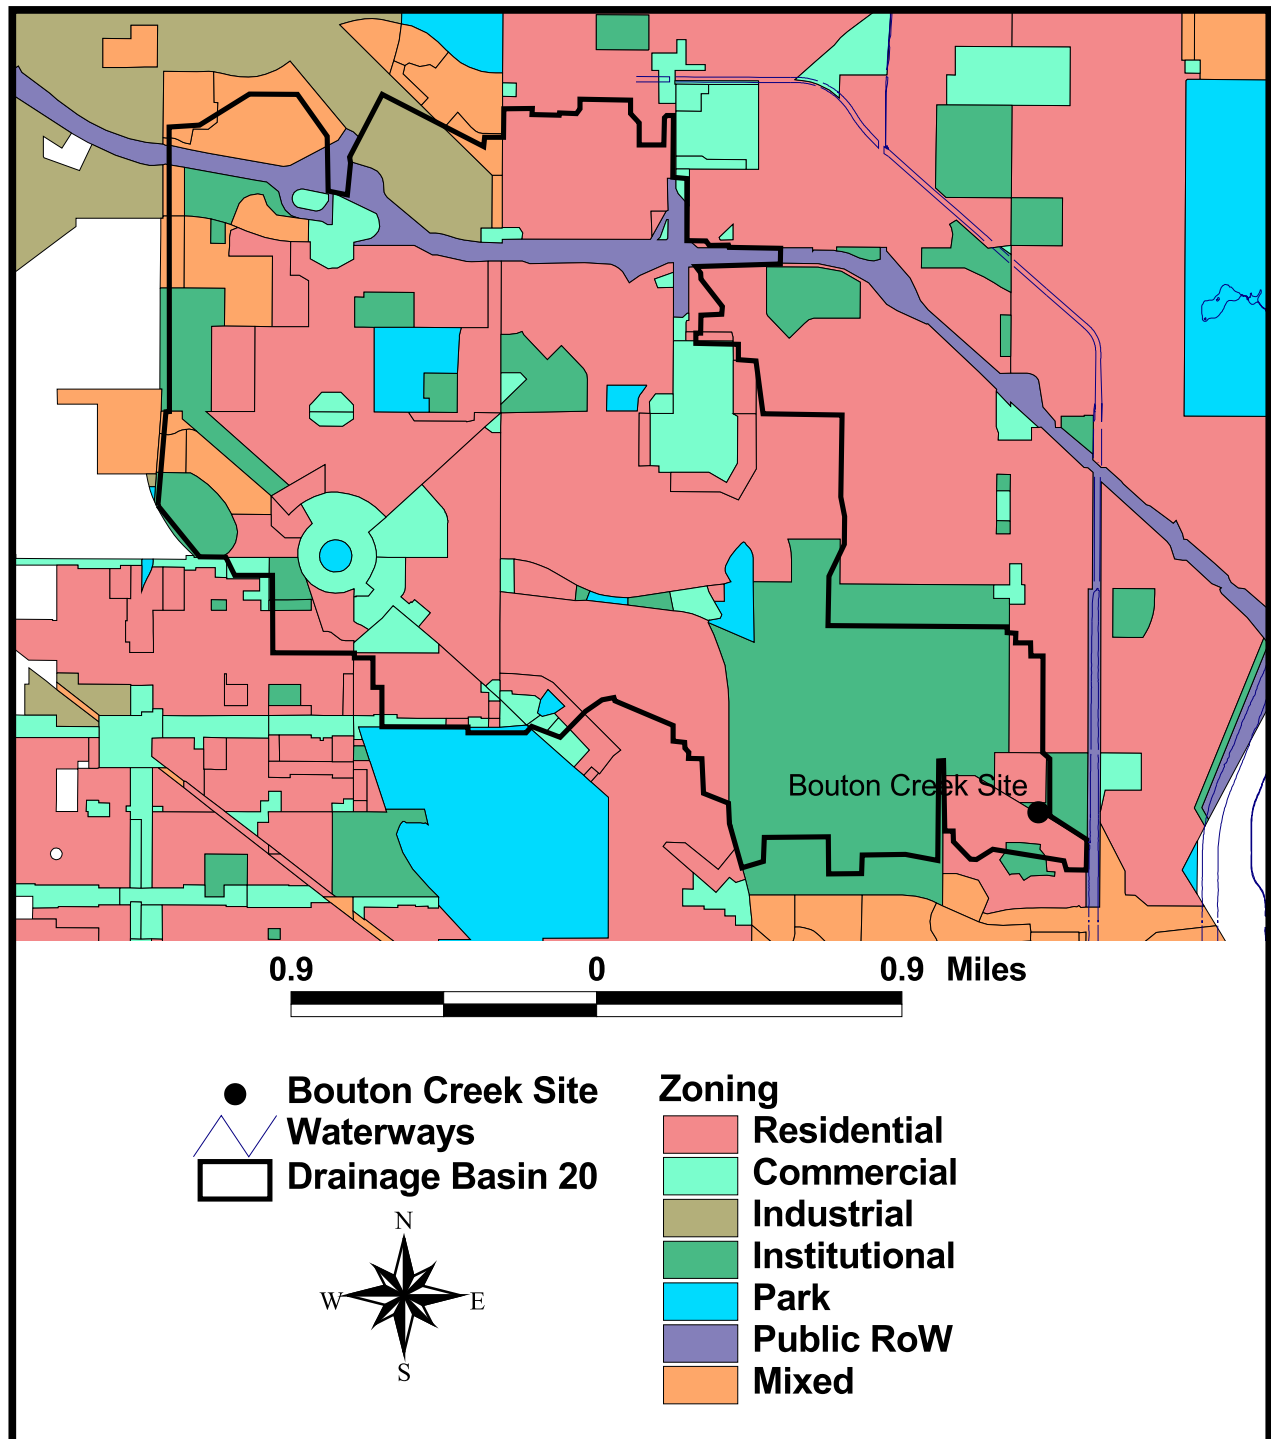 Bouton Creek Site
0.9 0 0.9 Miles
Bouton Creek Site
Waterways
Drainage Basin 20
N
W E
S
Zoning
Residential
Commercial
Industrial
Institutional
Park
Public RoW
Mixed